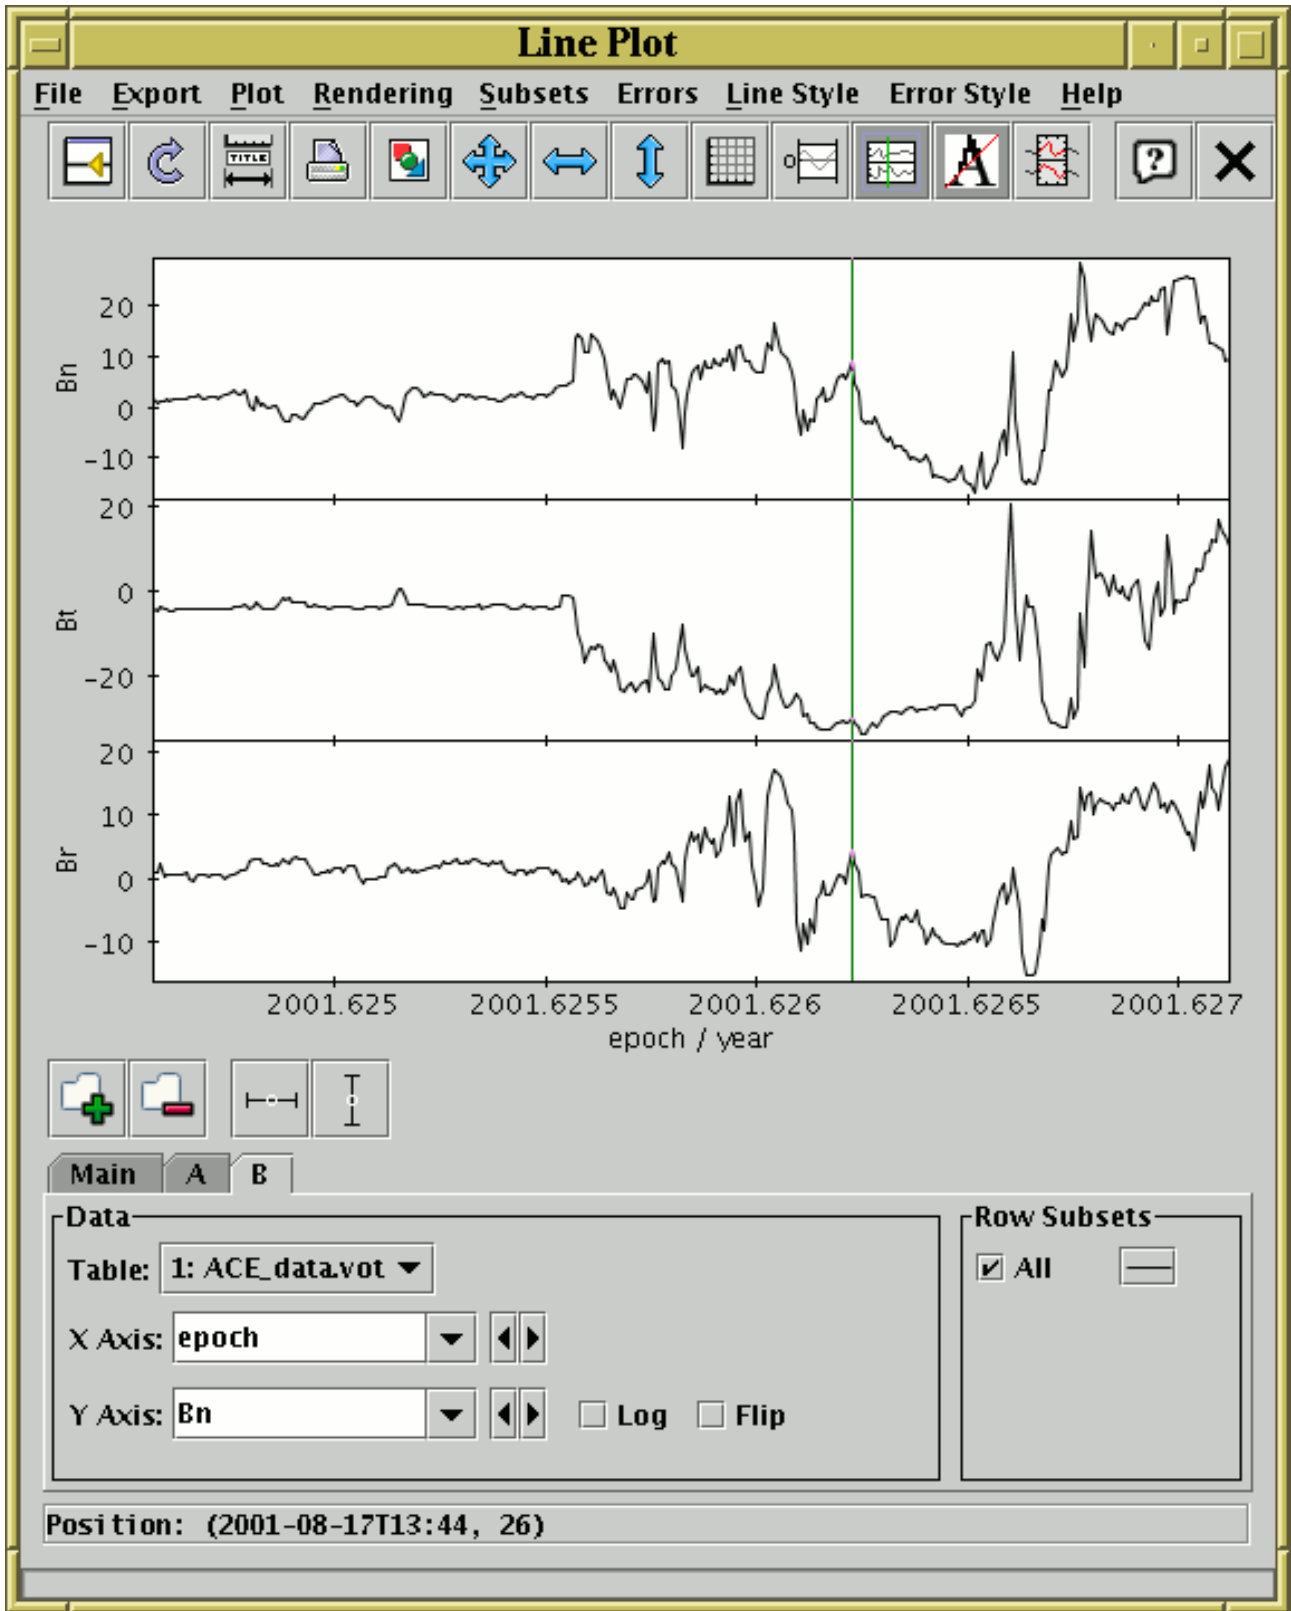 Line Plot
File Export Plot Rendering Subsets Errors Line Style Error Style Help
TITLE
A
?
20
10
0
-10
Bn
20
0
-20
Bt
20
10
0
-10
Br
2001.625 2001.6255 2001.626 2001.6265 2001.627
epoch / year
Main A B
Data
Table: 1: ACE_data.vot
X Axis: epoch
Y Axis: Bn Log Flip
Row Subsets
All
Position: (2001-08-17T13:44, 26)